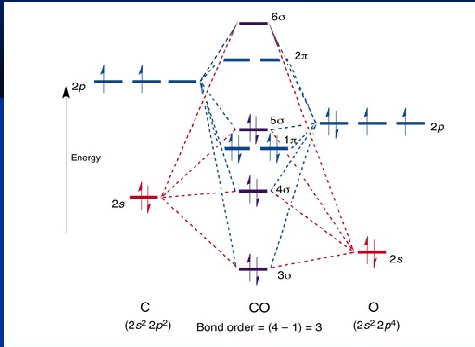 6σ
2π
2p
5σ
2p
1π
Energy
4σ
2s
2s
3σ
C CO O
(2s² 2p²) Bond order = (4 − 1) = 3 (2s² 2p⁴)